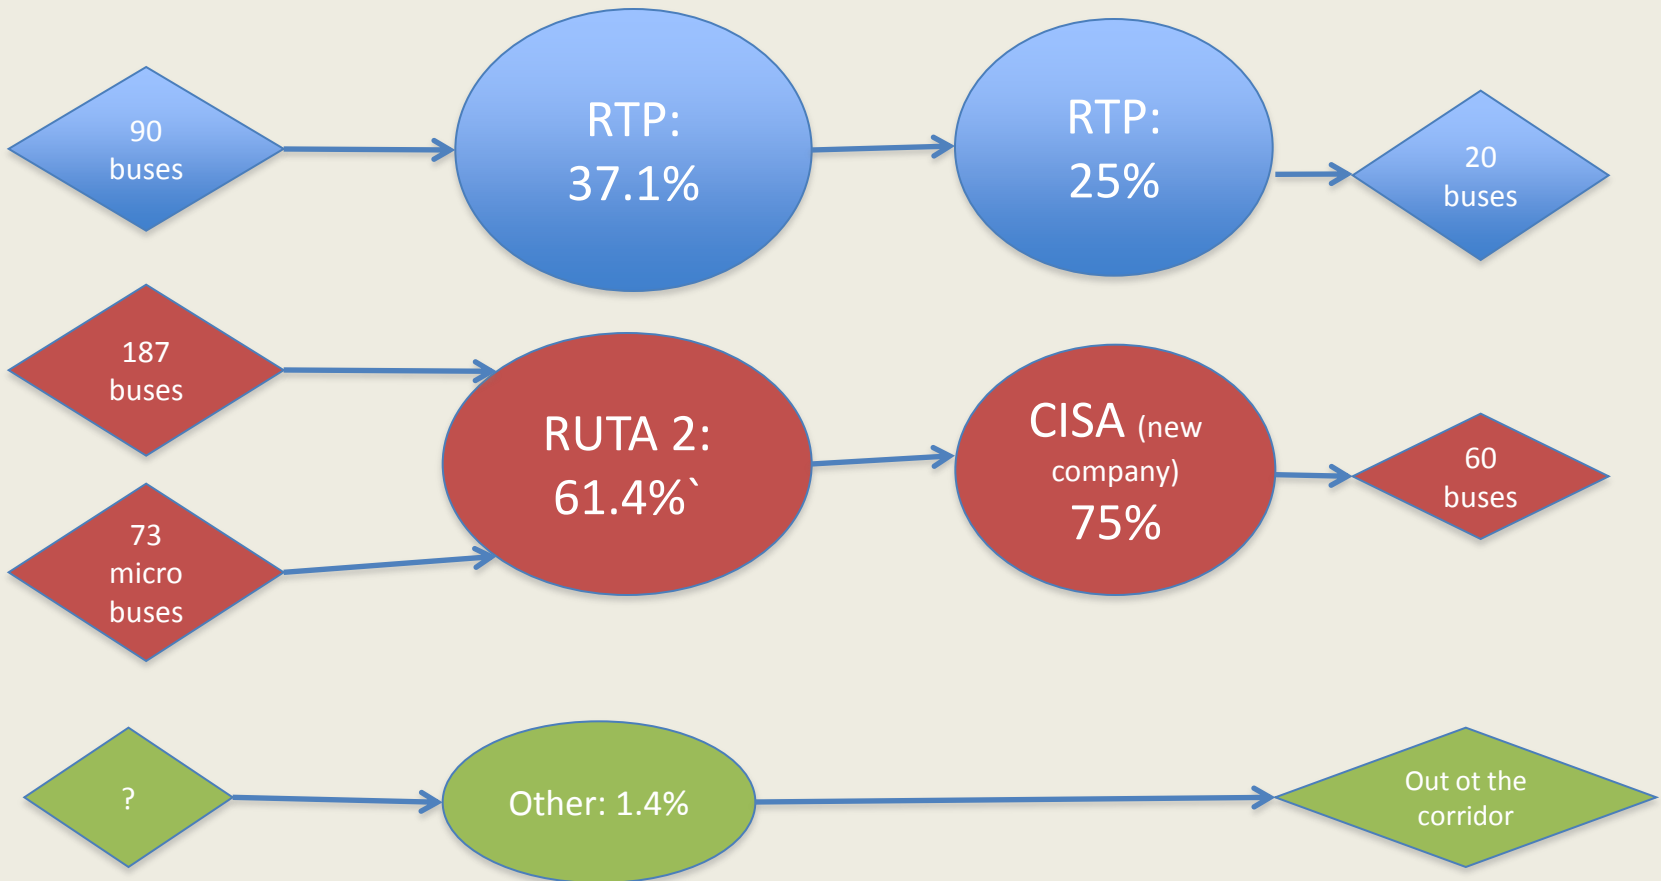 90
buses
RTP:
37.1%
RTP:
25%
20
buses
187
buses
73
micro
buses
RUTA 2:
61.4%`
CISA (new
company)
75%
60
buses
?
Other: 1.4%
Out ot the
corridor